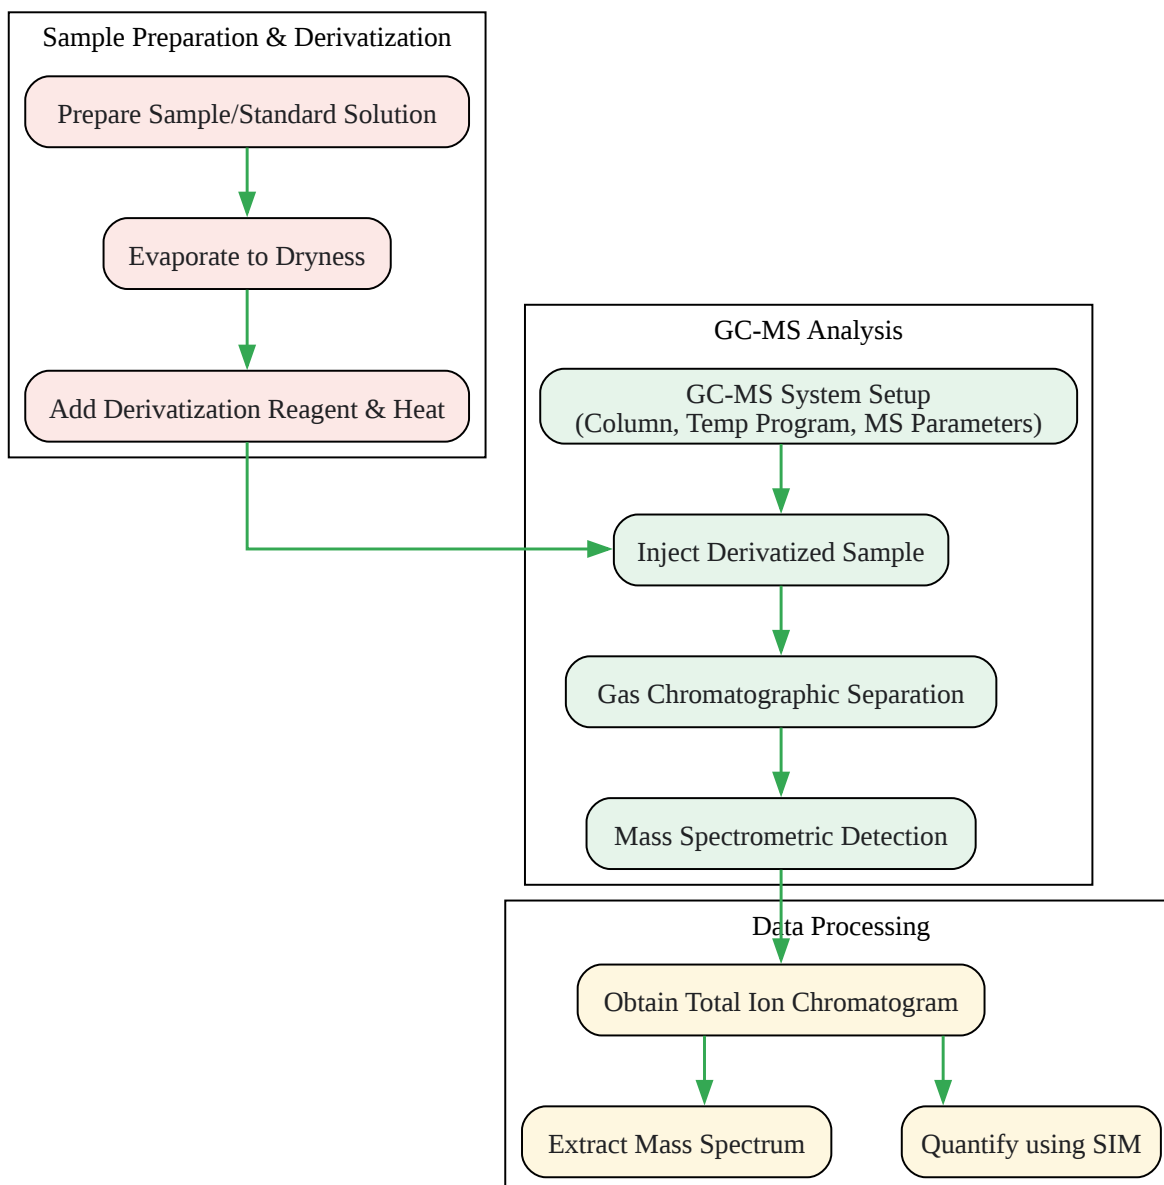 Sample Preparation & Derivatization
Prepare Sample/Standard Solution
Evaporate to Dryness
Add Derivatization Reagent & Heat
GC-MS Analysis
GC-MS System Setup
(Column, Temp Program, MS Parameters)
Inject Derivatized Sample
Gas Chromatographic Separation
Mass Spectrometric Detection
Data Processing
Obtain Total Ion Chromatogram
Extract Mass Spectrum
Quantify using SIM